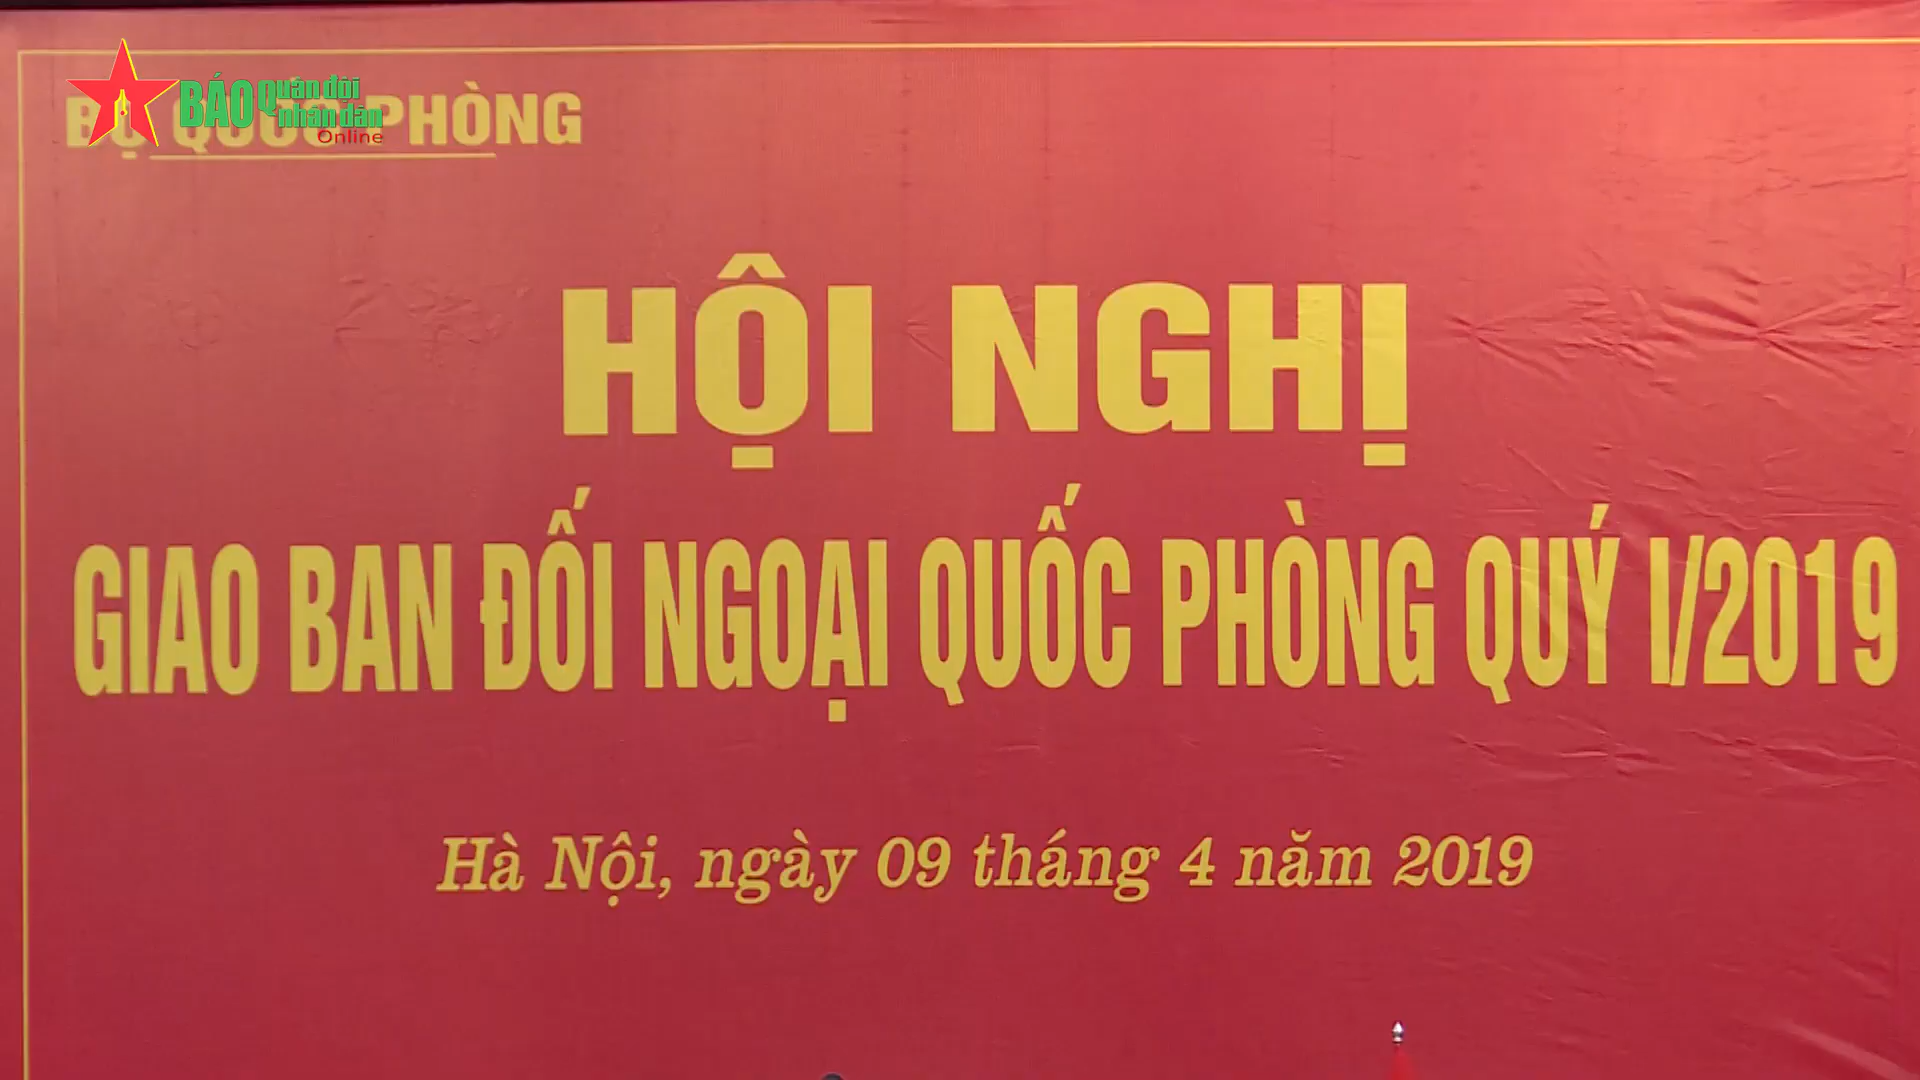 BỘ QUỐC PHÒNG
BÁO Quân đội nhân dân
Online
HỘI NGHỊ
GIAO BAN ĐỐI NGOẠI QUỐC PHÒNG QUÝ I/2019
Hà Nội, ngày 09 tháng 4 năm 2019